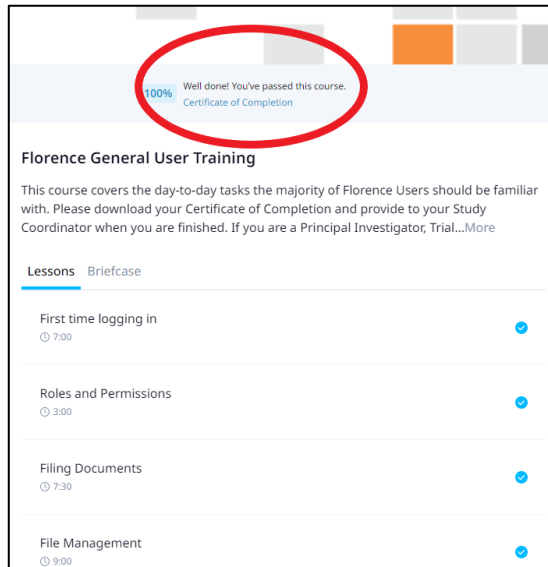 100%
Well done! You've passed this course.
Certificate of Completion
Florence General User Training
This course covers the day-to-day tasks the majority of Florence Users should be familiar
with. Please download your Certificate of Completion and provide to your Study
Coordinator when you are finished. If you are a Principal Investigator, Trial...More
Lessons Briefcase
First time logging in
7:00
Roles and Permissions
3:00
Filing Documents
7:30
File Management
9:00